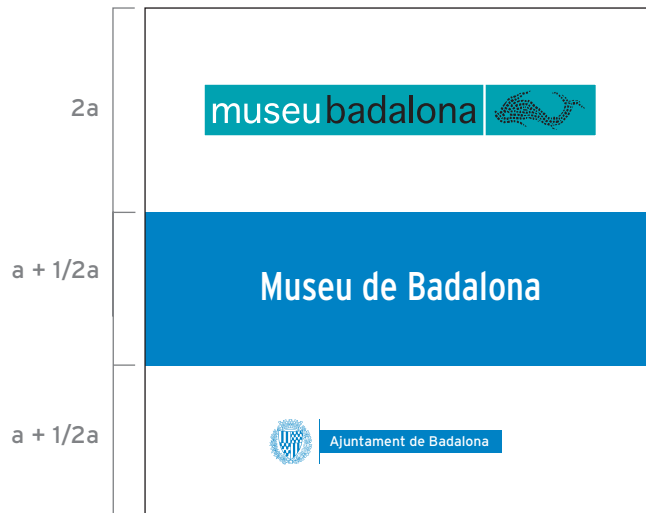 2a
museubadalona
a + 1/2a
Museu de Badalona
a + 1/2a
Ajuntament de Badalona